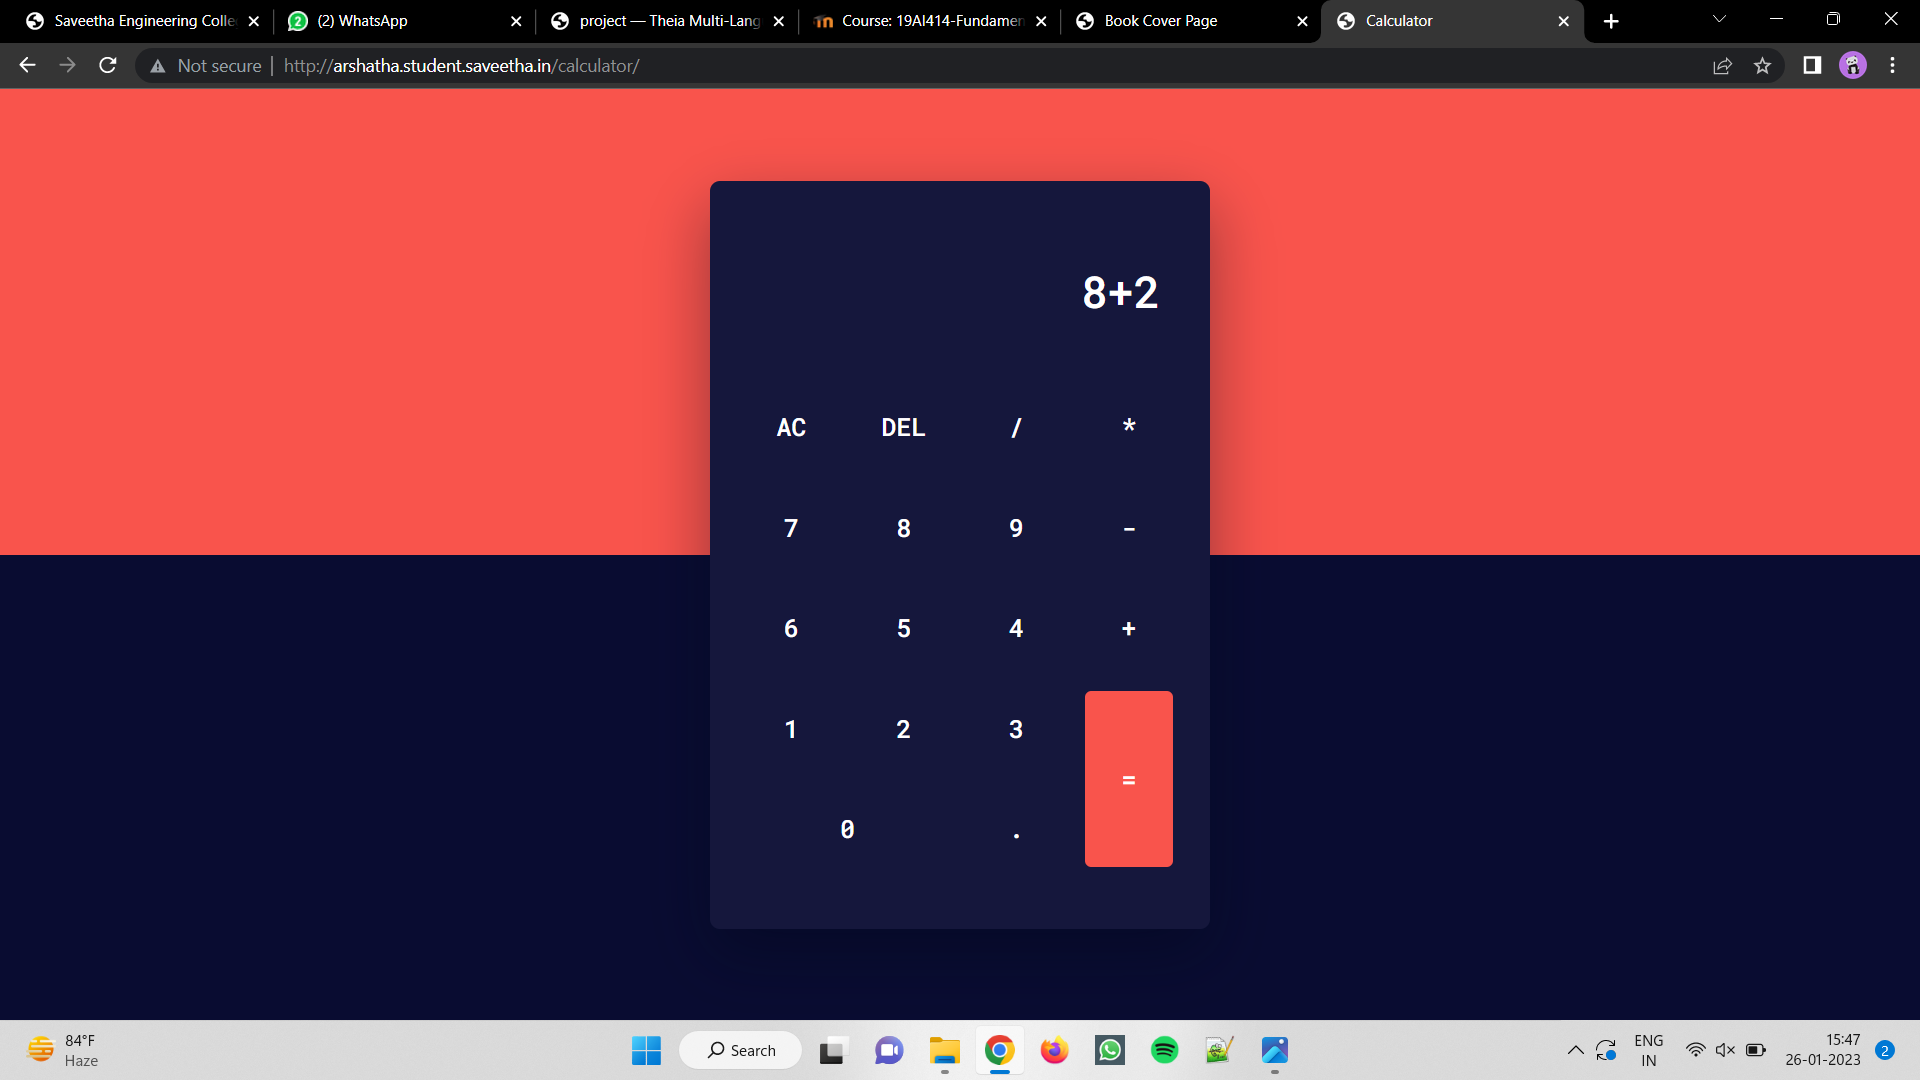 Saveetha Engineering Colle
(2) WhatsApp
project — Theia Multi-Lang
Course: 19AI414-Fundamen
Book Cover Page
Calculator
Not secure
http://arshatha.student.saveetha.in/calculator/
8+2
AC DEL / *
7 8 9 -
6 5 4 +
1 2 3
=
0 .
84°F
Haze
Search
ENG
IN
15:47
26-01-2023
2